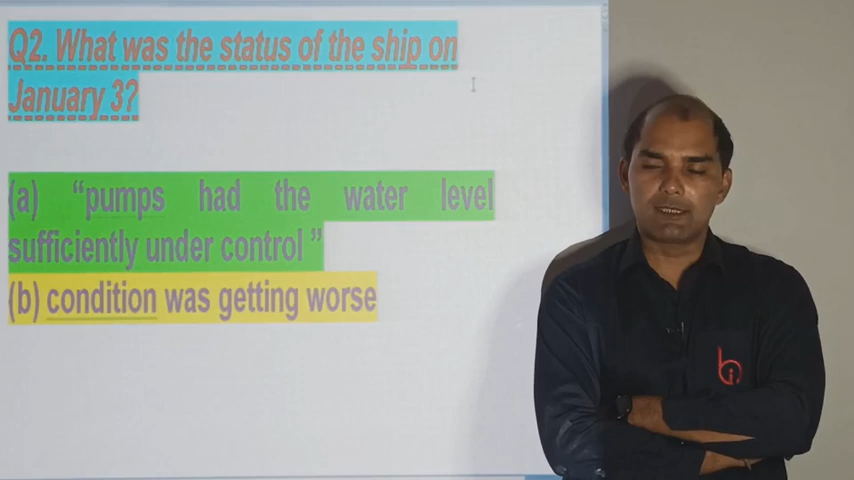 Q2. What was the status of the ship on
January 3?
(a) “pumps had the water level
sufficiently under control ”
(b) condition was getting worse